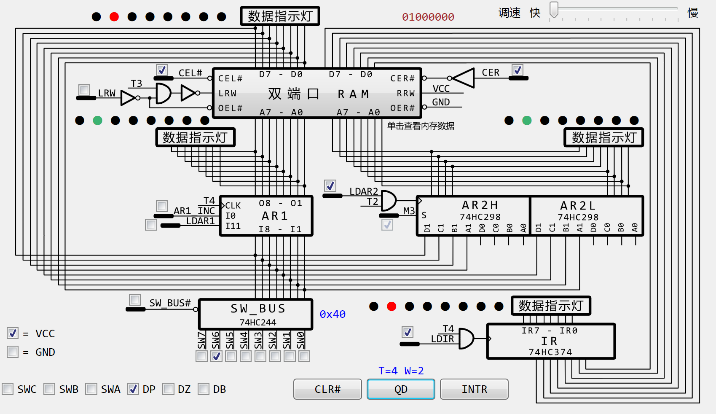 数据指示灯 01000000 调速 快 慢
D7 - D0 D7 - D0
CEL# CEL# CER# CER
双端口 RAM
T3 LRW LRW RRW VCC
OEL# OER# GND
A7 - A0 A7 - A0
单击查看内存数据
数据指示灯 数据指示灯
LDAR2
T4 CLK O8 - O1 T2
AR1_INC I0 AR1 M3 S
LDAR1 I11 I8 - I1
AR2H AR2L
74HC298 74HC298
D1 C1 B1 A1 D0 C0 B0 A0 D1 C1 B1 A1 D0 C0 B0 A0
SW_BUS# SW_BUS 0x40
74HC244
数据指示灯
IR7 - IR0
T4 LDIR IR
74HC374
SW7 SW6 SW5 SW4 SW3 SW2 SW1 SW0
= VCC
= GND
T=4 W=2
SWC SWB SWA DP DZ DB CLR# QD INTR